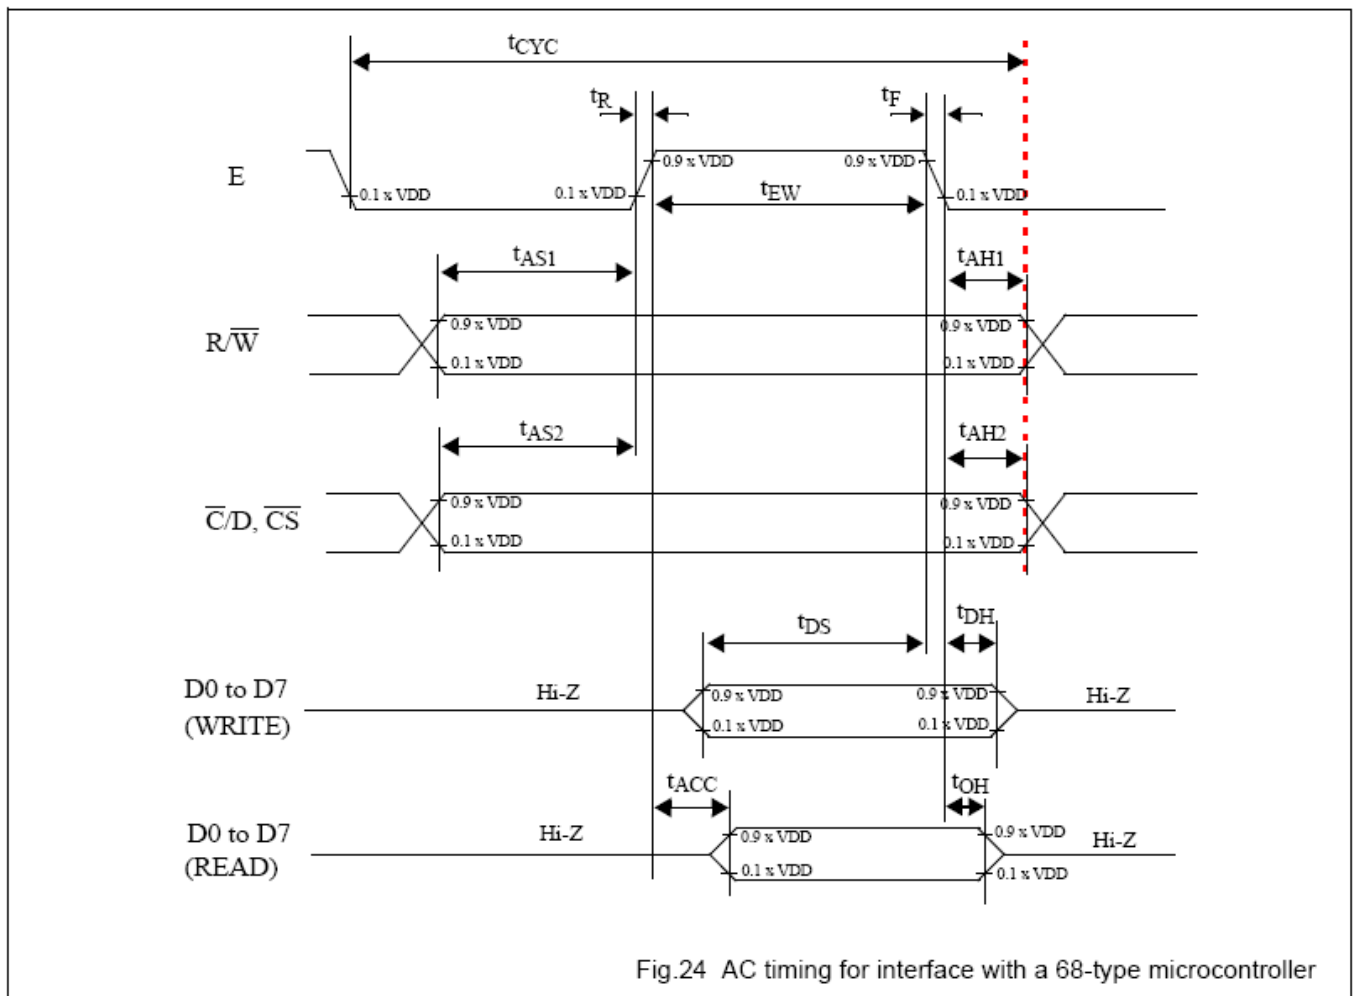 tCYC
tR
tF
E
0.9 x VDD
0.9 x VDD
0.1 x VDD
0.1 x VDD
0.1 x VDD
tEW
tAS1
tAH1
R/W̅
0.9 x VDD
0.9 x VDD
0.1 x VDD
0.1 x VDD
tAS2
tAH2
C̅/D, C̅S̅
0.9 x VDD
0.9 x VDD
0.1 x VDD
0.1 x VDD
tDS
tDH
D0 to D7
(WRITE)
Hi-Z
0.9 x VDD
0.9 x VDD
Hi-Z
0.1 x VDD
0.1 x VDD
tACC
tOH
D0 to D7
(READ)
Hi-Z
0.9 x VDD
0.9 x VDD
Hi-Z
0.1 x VDD
0.1 x VDD
Fig.24 AC timing for interface with a 68-type microcontroller